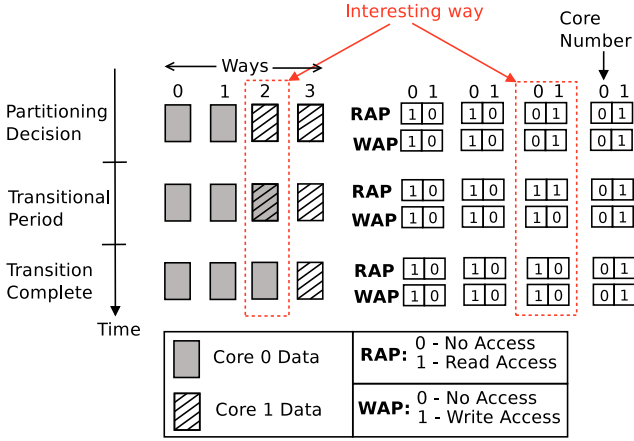 Interesting way
Core
Number
Ways
0 1 2 3
0 1 0 1 0 1 0 1
Partitioning
Decision
RAP 1 0 1 0 0 1 0 1
WAP 1 0 1 0 0 1 0 1
Transitional
Period
RAP 1 0 1 0 1 1 0 1
WAP 1 0 1 0 1 0 0 1
Transition
Complete
RAP 1 0 1 0 1 0 0 1
WAP 1 0 1 0 1 0 0 1
Time
Core 0 Data
Core 1 Data
RAP: 0 - No Access
1 - Read Access
WAP: 0 - No Access
1 - Write Access